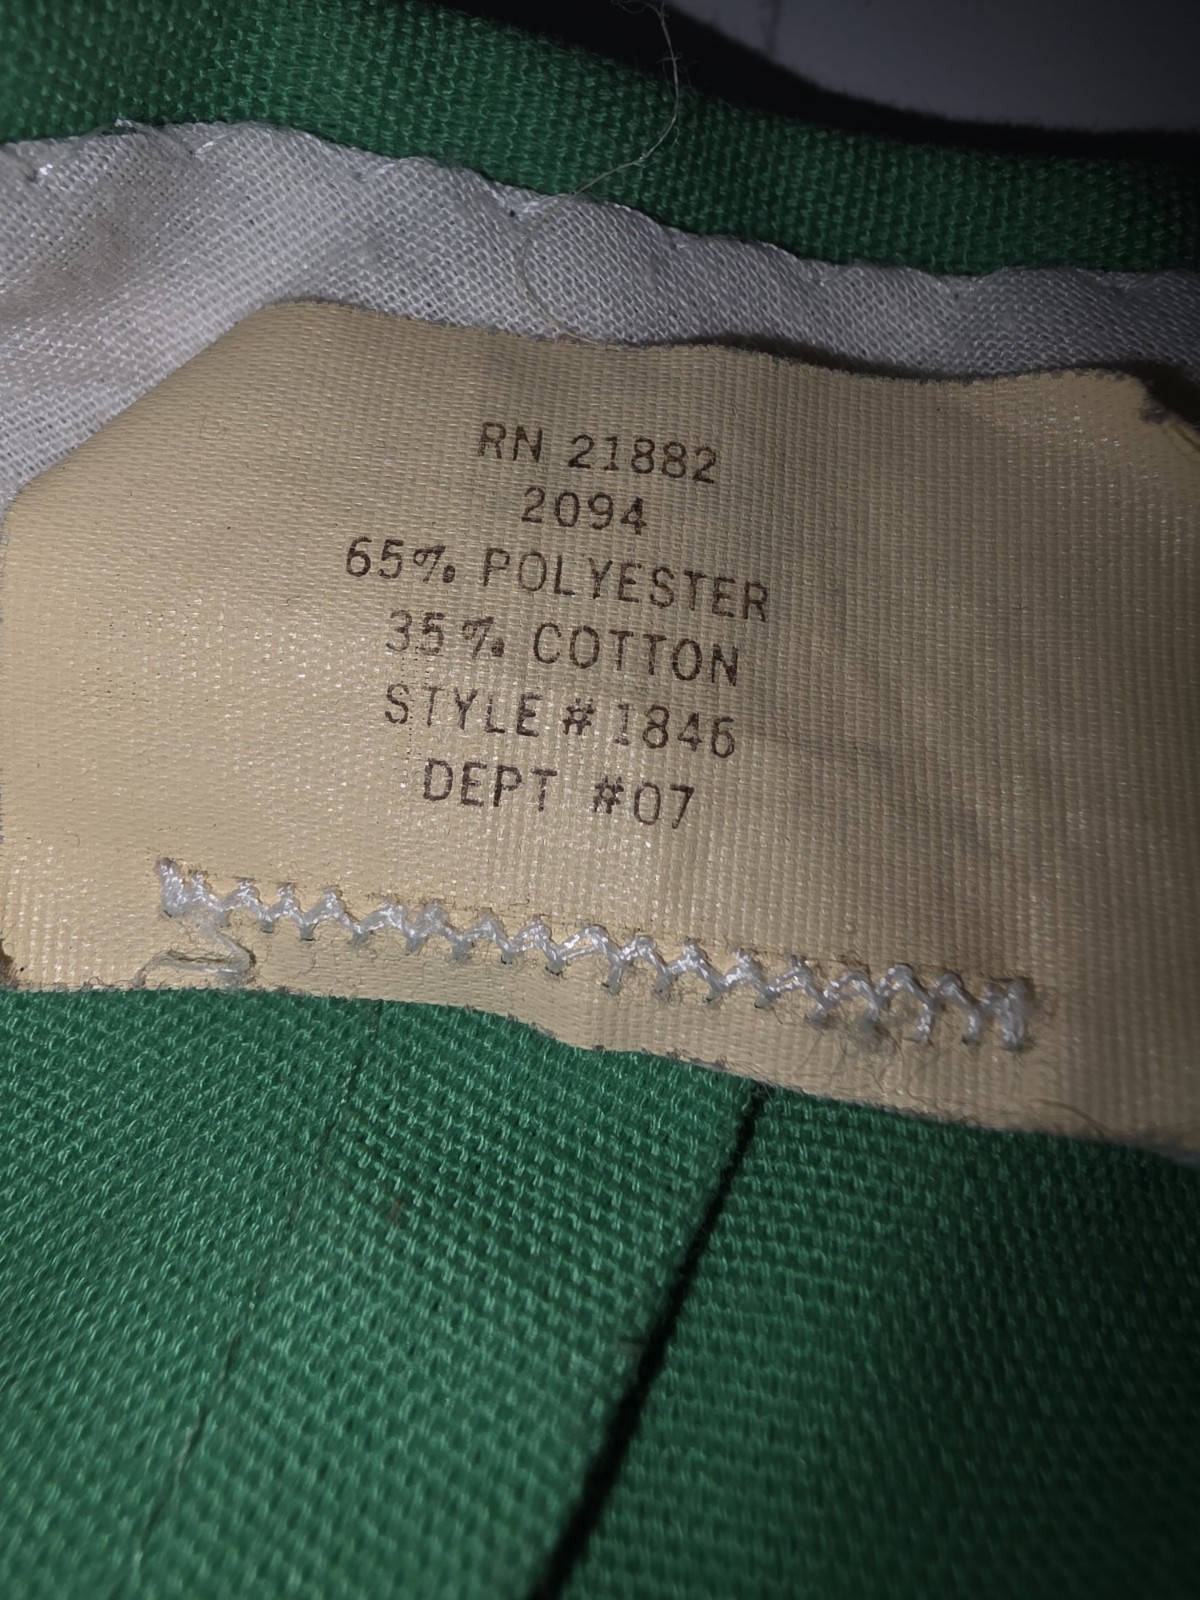 RN 21882
2094
65% POLYESTER
35% COTTON
STYLE # 1846
DEPT #07